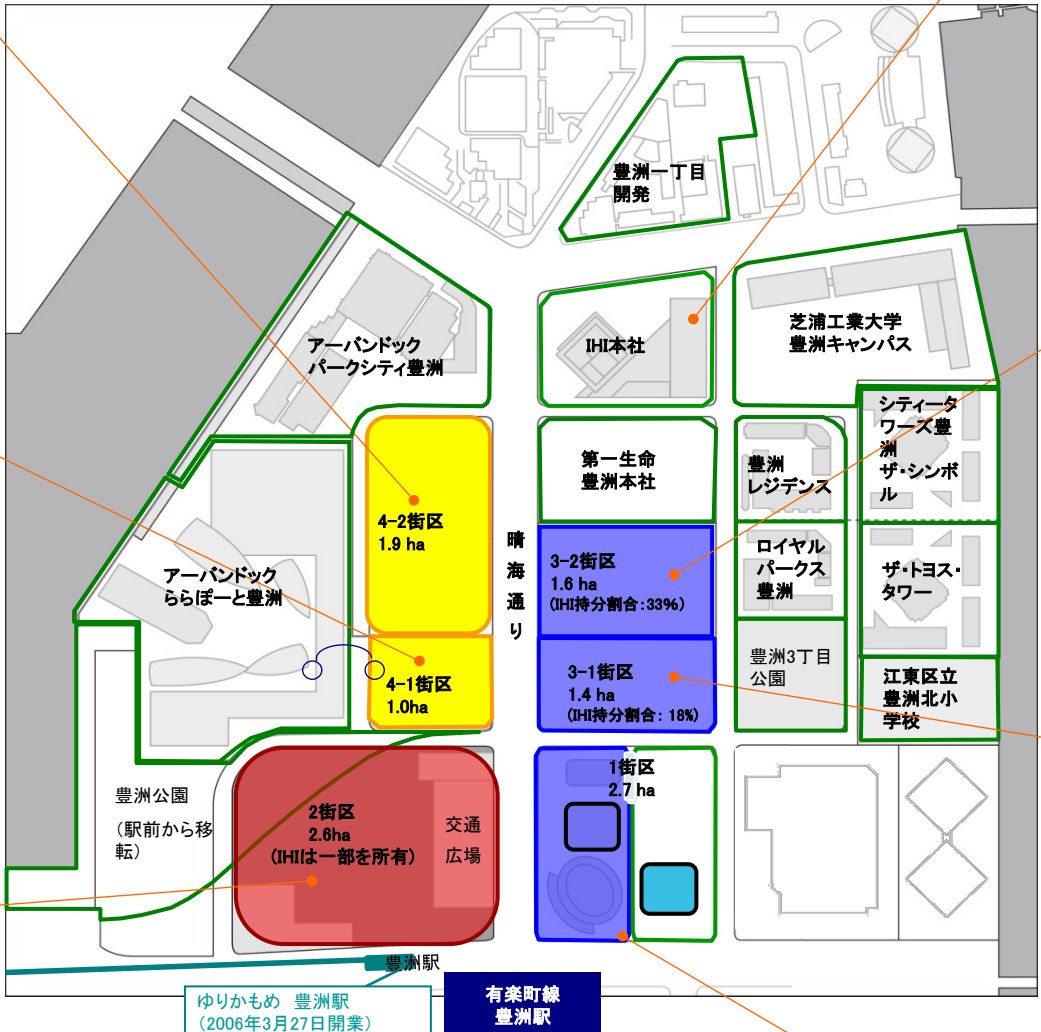 豊洲一丁目
開発
芝浦工業大学
豊洲キャンパス
IHI本社
アーバンドック
パークシティ豊洲
シティータ
ワーズ豊
洲
ザ・シンボ
ル
第一生命
豊洲本社
豊洲
レジデンス
4-2街区
1.9 ha
晴
海
通
り
3-2街区
1.6 ha
(IHI持分割合:33%)
ロイヤル
パークス
豊洲
ザ・トヨス・
タワー
アーバンドック
ららぽーと豊洲
4-1街区
1.0ha
3-1街区
1.4 ha
(IHI持分割合: 18%)
豊洲3丁目
公園
江東区立
豊洲北小
学校
1街区
2.7 ha
豊洲公園
(駅前から移
転)
2街区
2.6ha
(IHIは一部を所有)
交通
広場
豊洲駅
ゆりかもめ 豊洲駅
(2006年3月27日開業)
有楽町線
豊洲駅